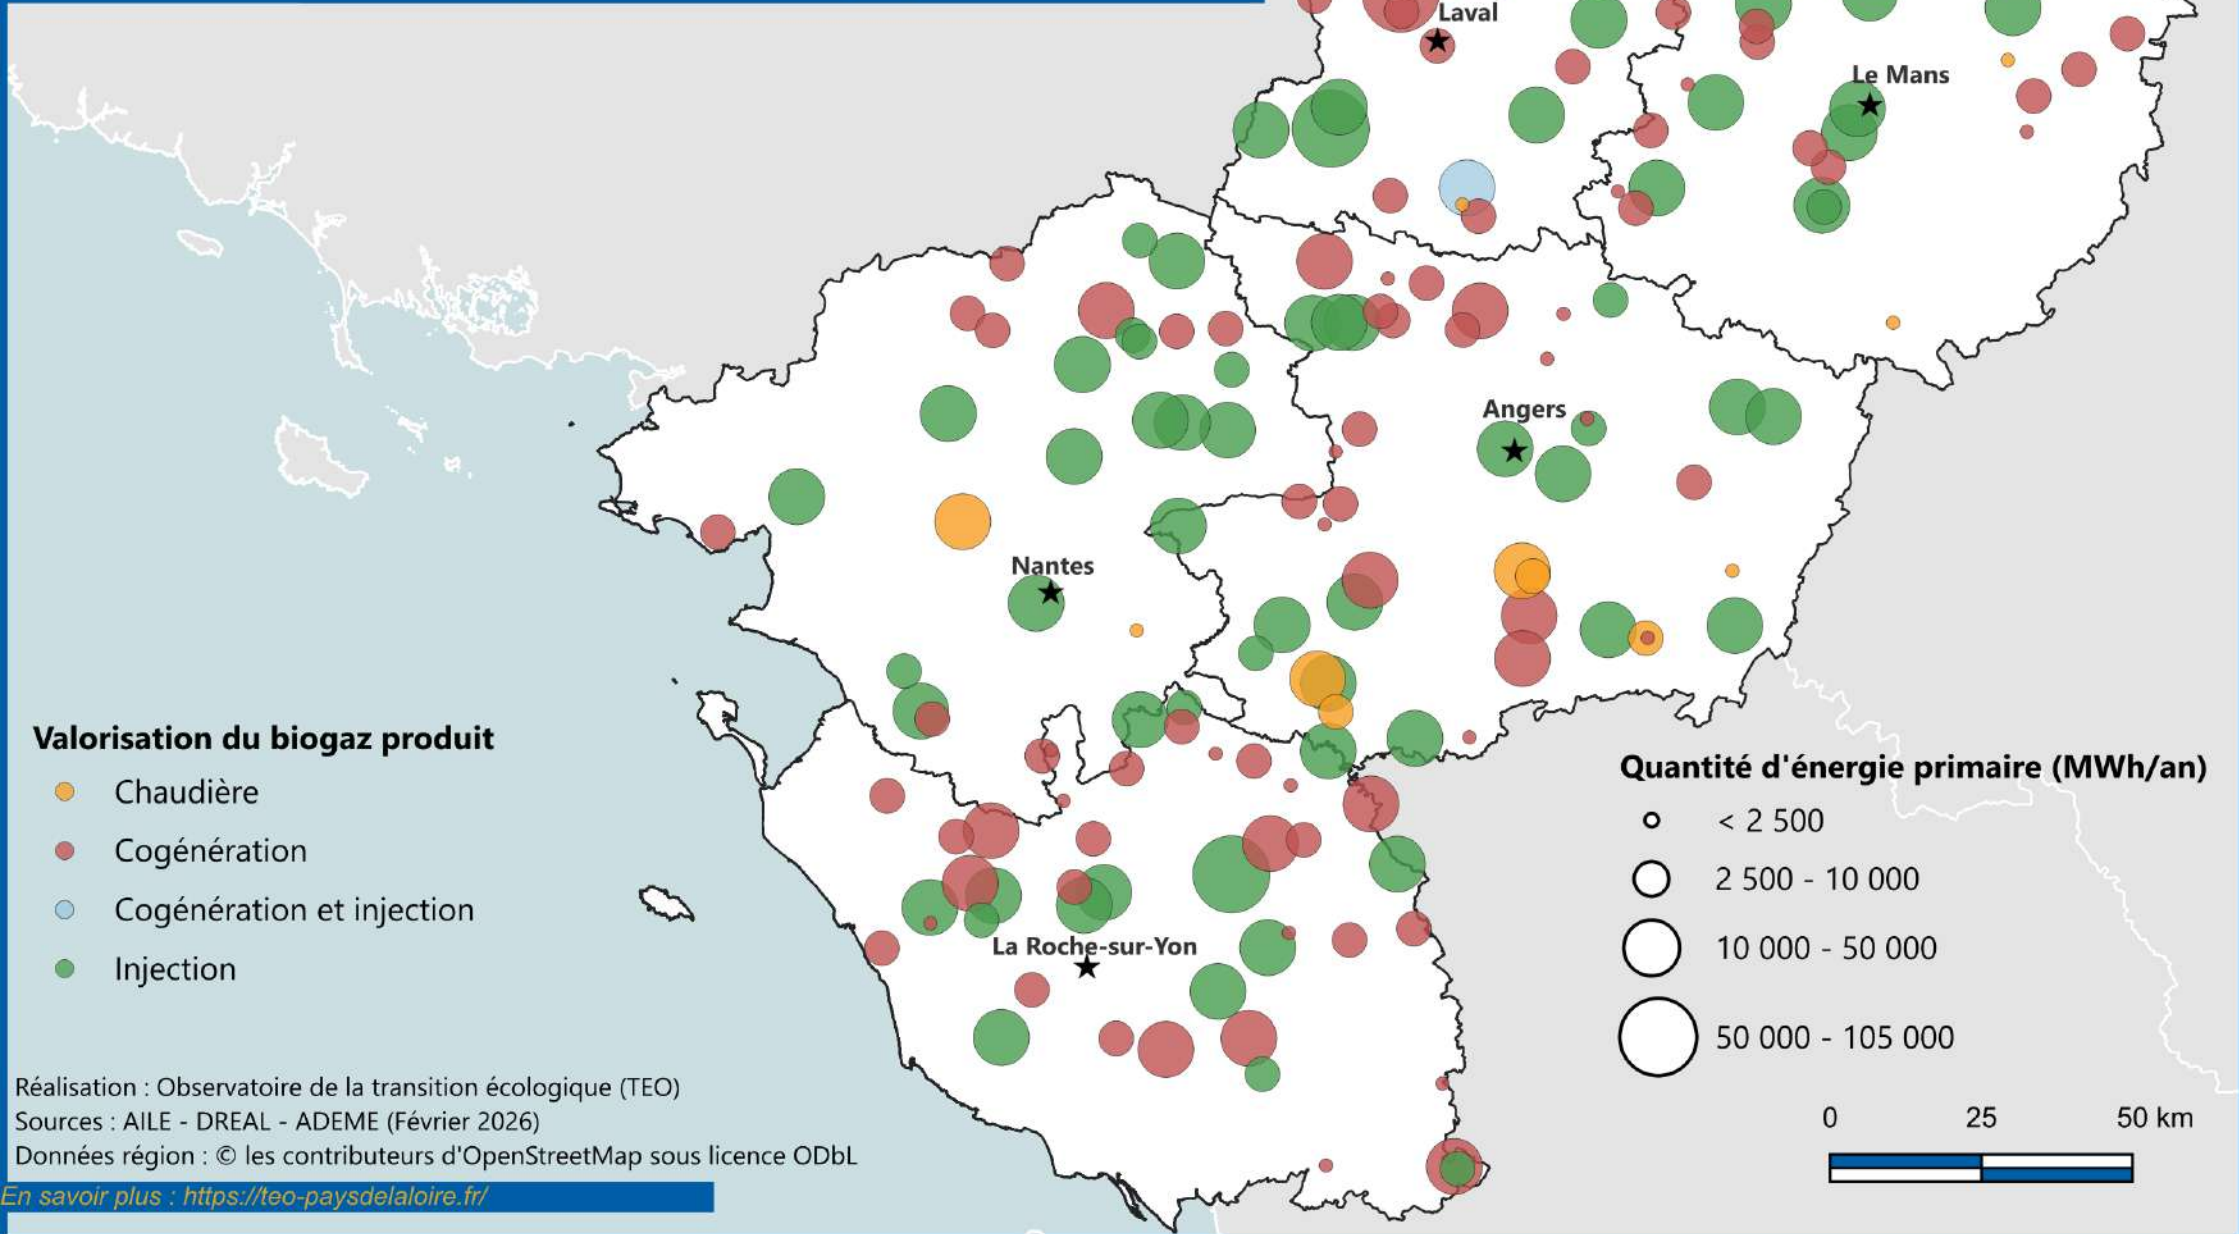 Laval
Le Mans
Angers
Nantes
La Roche-sur-Yon
Valorisation du biogaz produit
Chaudière
Cogénération
Cogénération et injection
Injection
Quantité d'énergie primaire (MWh/an)
< 2 500
2 500 - 10 000
10 000 - 50 000
50 000 - 105 000
0 25 50 km
Réalisation : Observatoire de la transition écologique (TEO)
Sources : AILE - DREAL - ADEME (Février 2026)
Données région : © les contributeurs d'OpenStreetMap sous licence ODbL
En savoir plus : https://teo-paysdelaloire.fr/